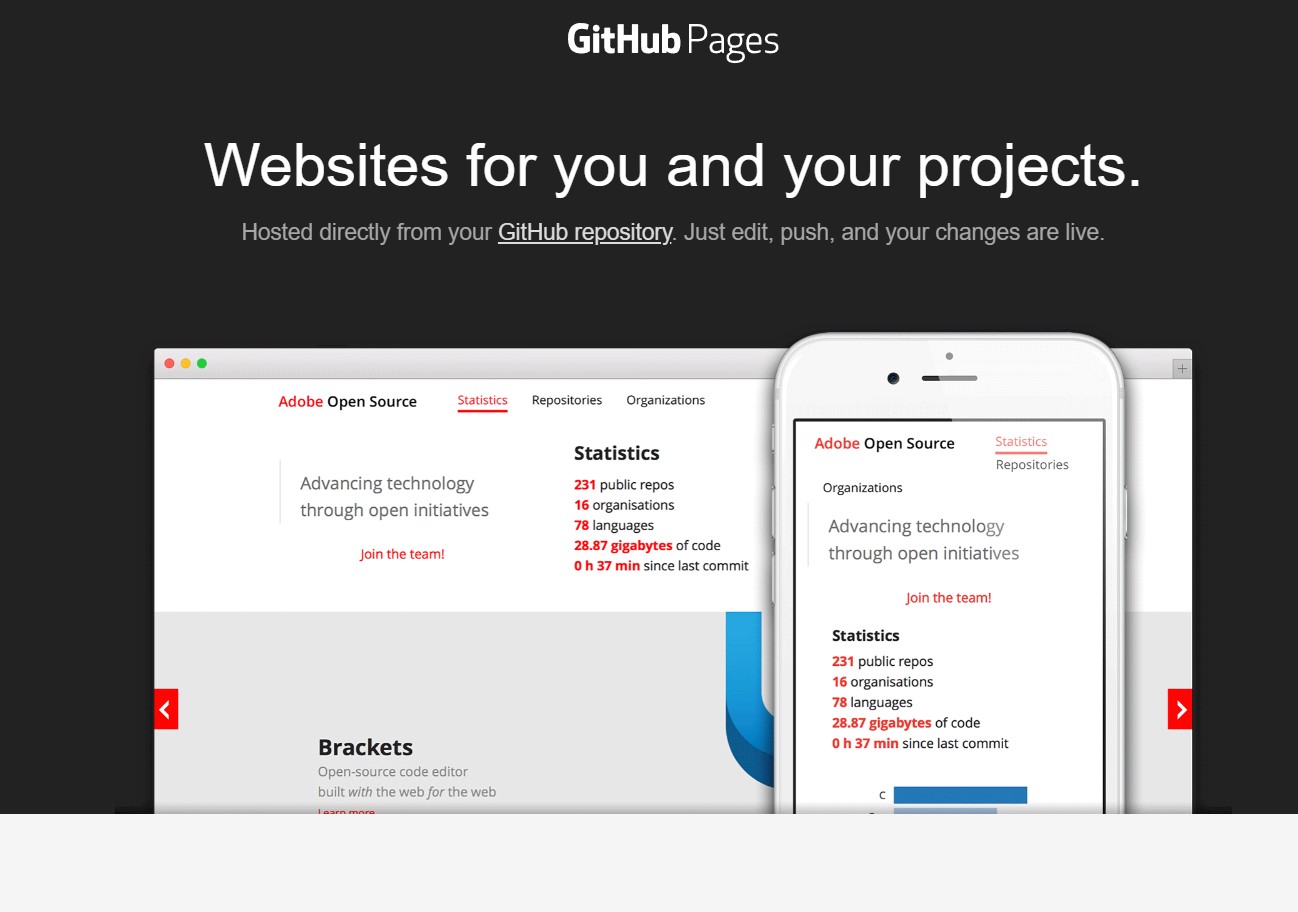 GitHub Pages
Websites for you and your projects.
Hosted directly from your GitHub repository. Just edit, push, and your changes are live.
Adobe Open Source Statistics Repositories Organizations
Advancing technology
through open initiatives
Join the team!
Statistics
231 public repos
16 organisations
78 languages
28.87 gigabytes of code
0 h 37 min since last commit
Brackets
Open-source code editor
built with the web for the web
Learn more
Adobe Open Source Statistics
Repositories
Organizations
Advancing technology
through open initiatives
Join the team!
Statistics
231 public repos
16 organisations
78 languages
28.87 gigabytes of code
0 h 37 min since last commit
C